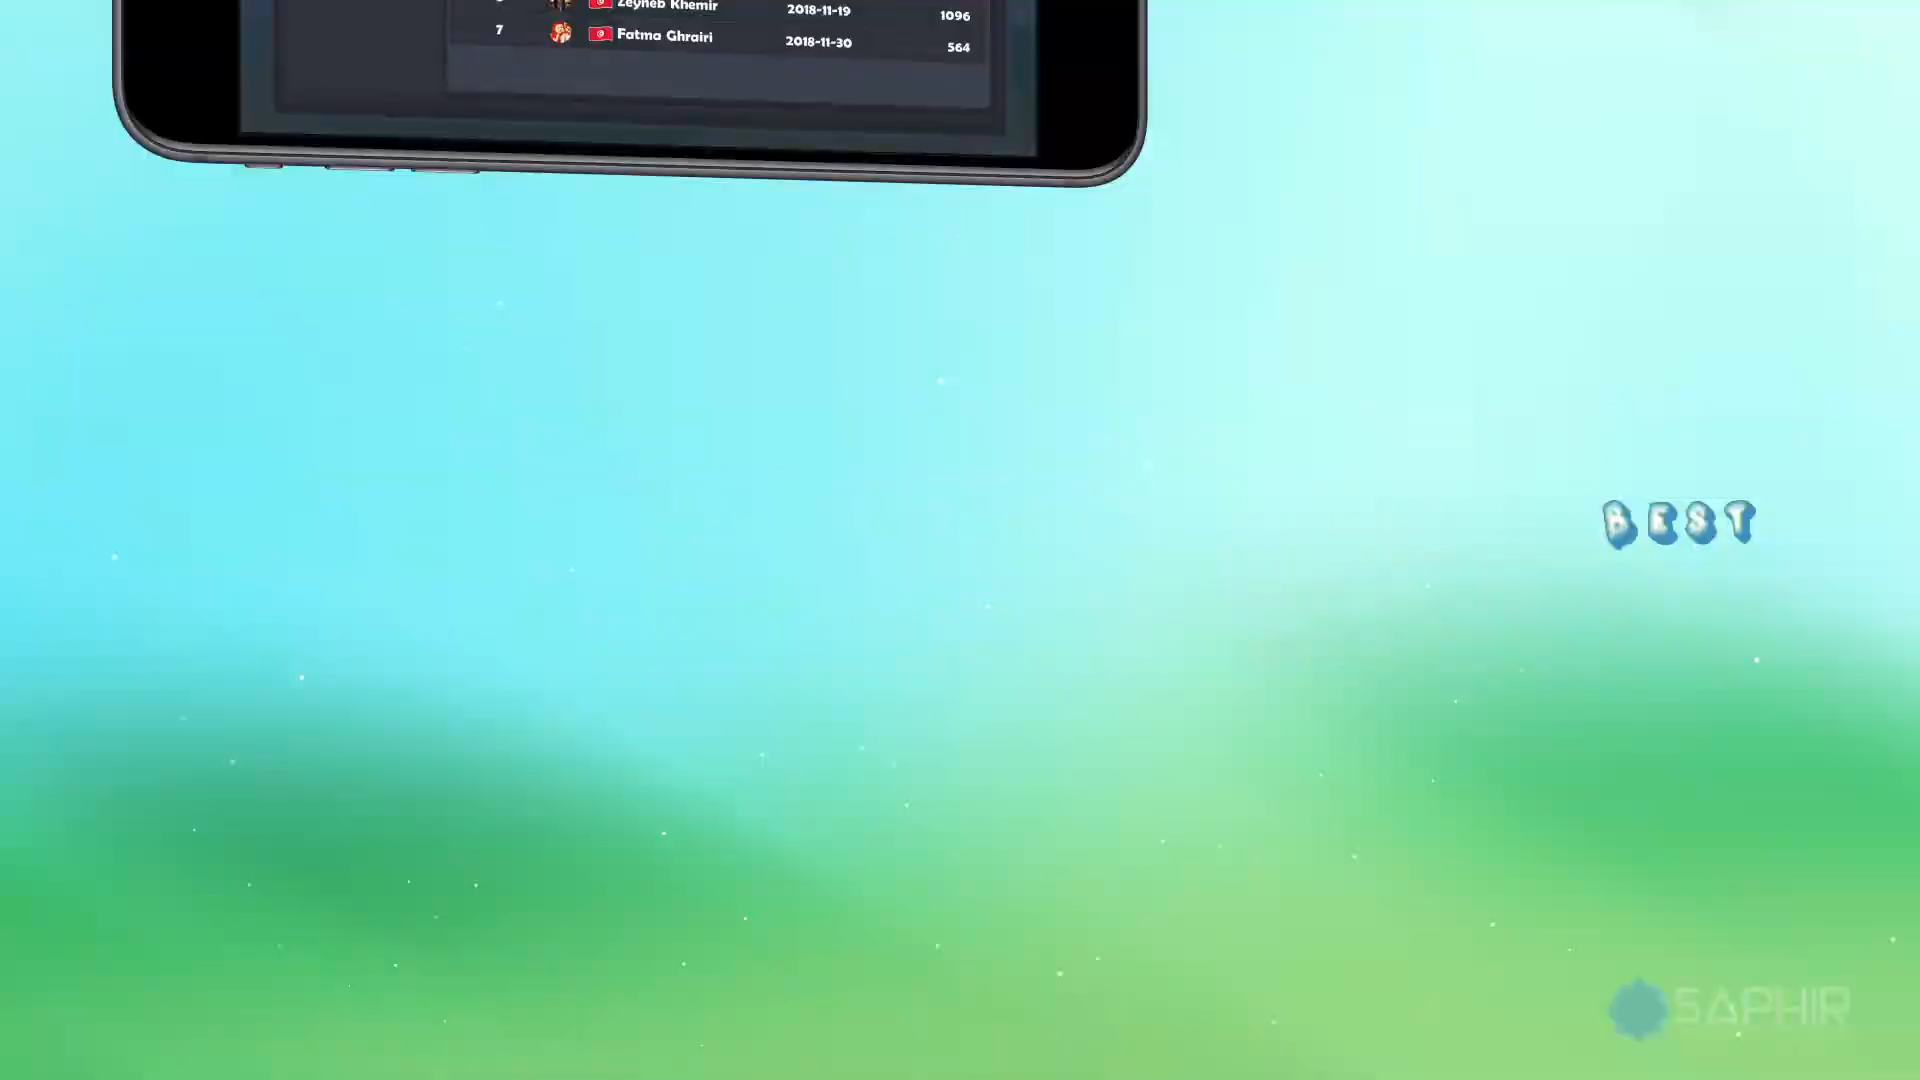 Zeyneb Khemir 2018-11-19 1096
7 Fatma Ghrairi 2018-11-30 564
BEST
SAPHIR